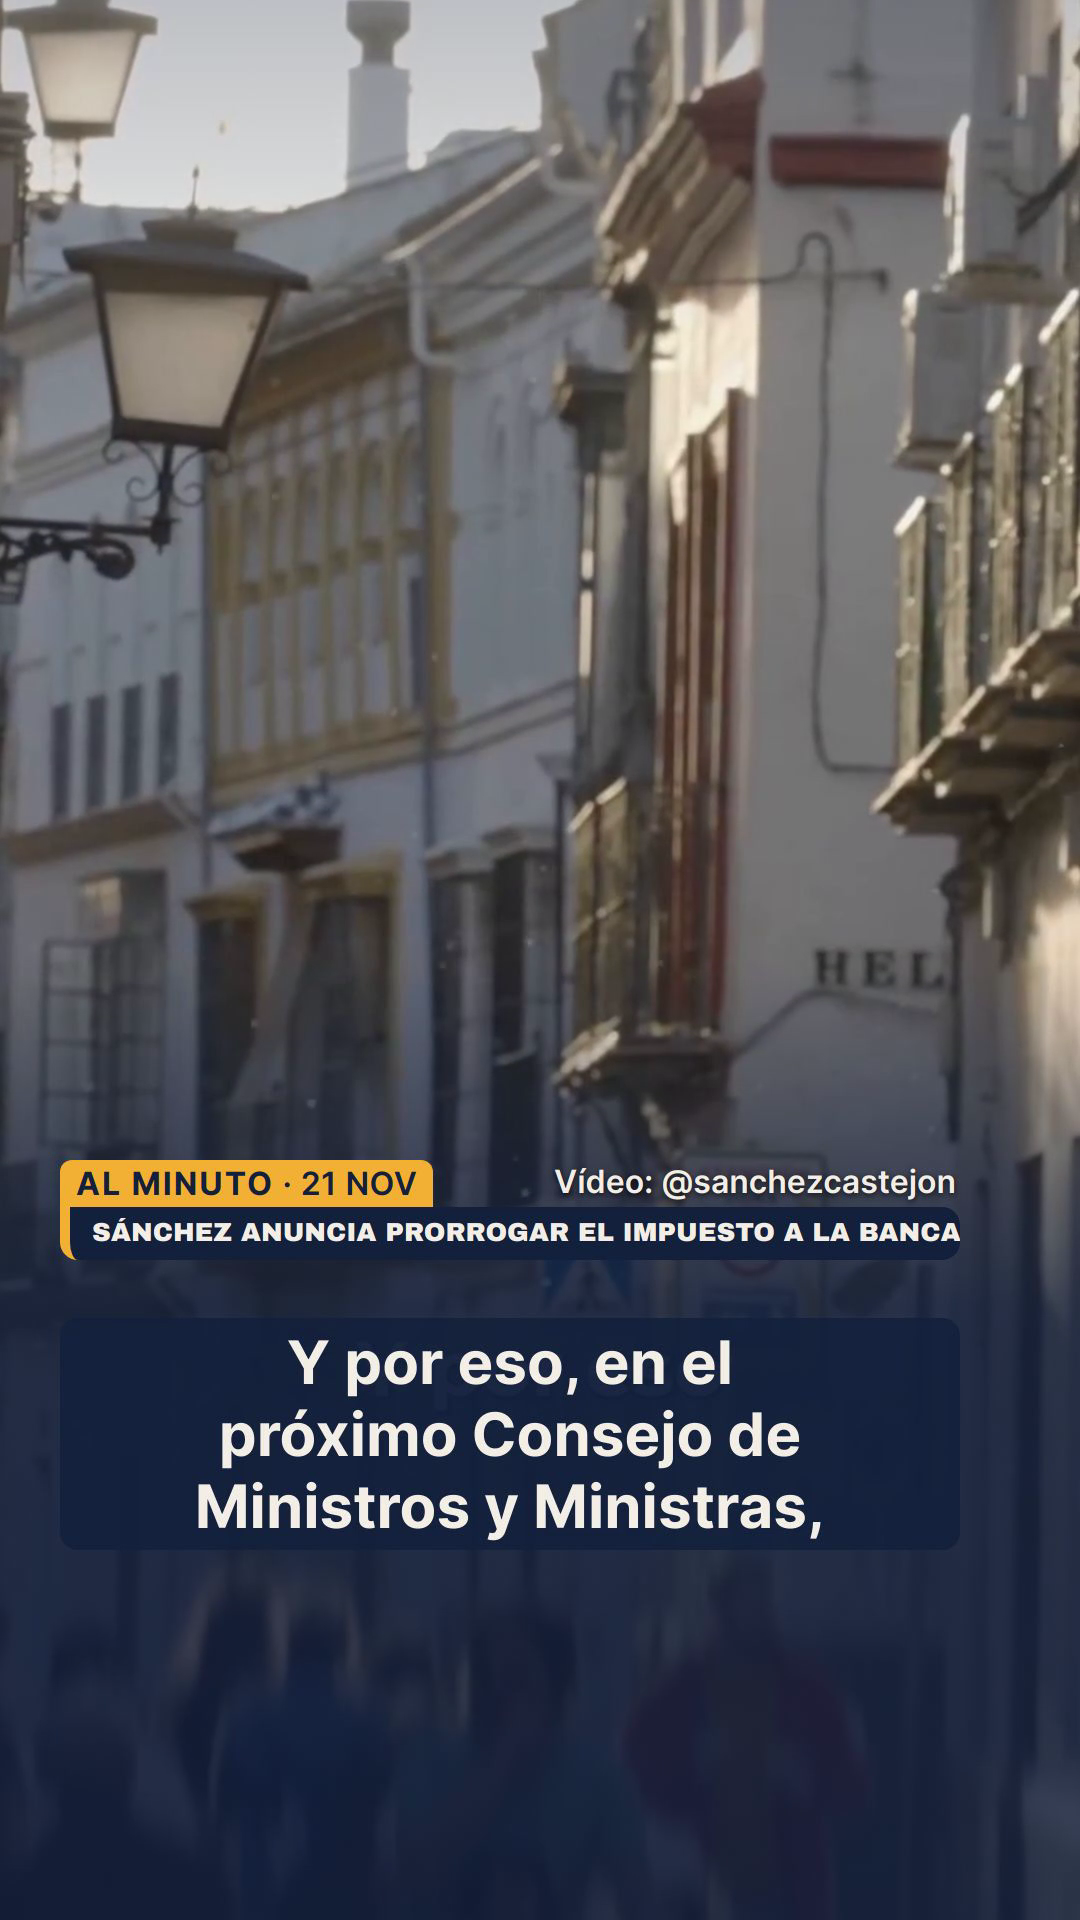 HEL
AL MINUTO · 21 NOV
Vídeo: @sanchezcastejon
SÁNCHEZ ANUNCIA PRORROGAR EL IMPUESTO A LA BANCA
Y por eso, en el
próximo Consejo de
Ministros y Ministras,